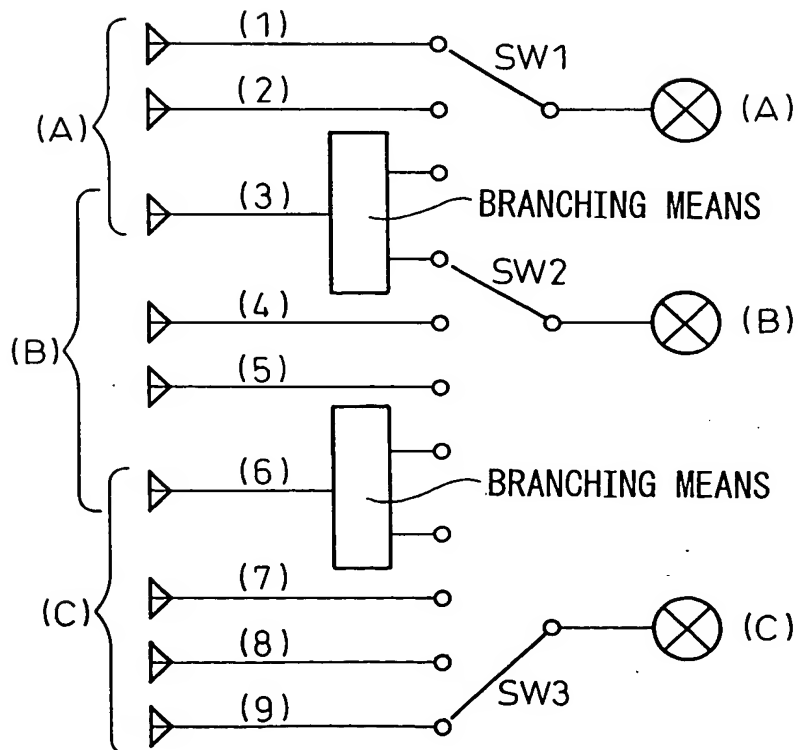 (1)
SW1
(2)
(A)
(A)
(3)
BRANCHING MEANS
SW2
(4)
(B)
(B)
(5)
(6)
BRANCHING MEANS
(7)
(C)
(C)
(8)
SW3
(9)